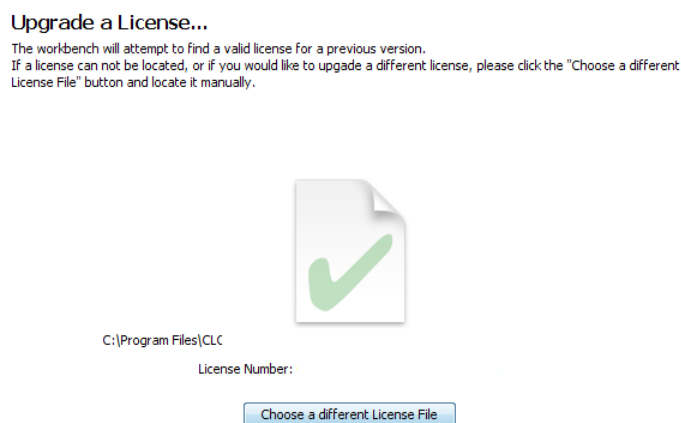 Upgrade a License...
The workbench will attempt to find a valid license for a previous version.
If a license can not be located, or if you would like to upgade a different license, please click the "Choose a different
License File" button and locate it manually.
C:\Program Files\CLC
License Number:
Choose a different License File